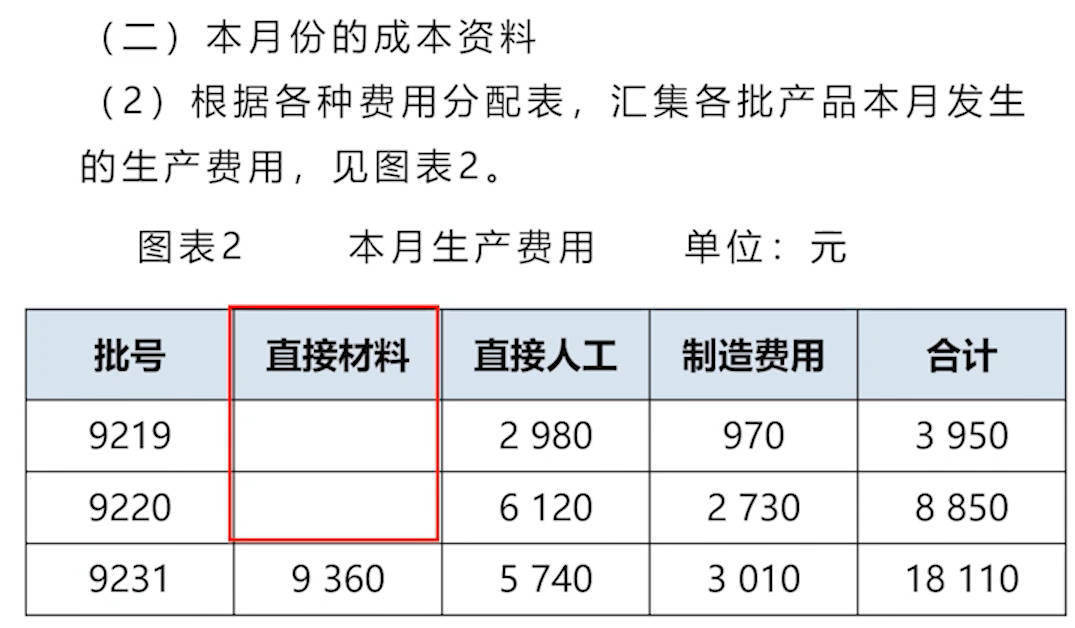 （二）本月份的成本资料
（2）根据各种费用分配表，汇集各批产品本月发生
的生产费用，见图表2。
图表2 本月生产费用 单位：元
批号 直接材料 直接人工 制造费用 合计
9219 2 980 970 3 950
9220 6 120 2 730 8 850
9231 9 360 5 740 3 010 18 110